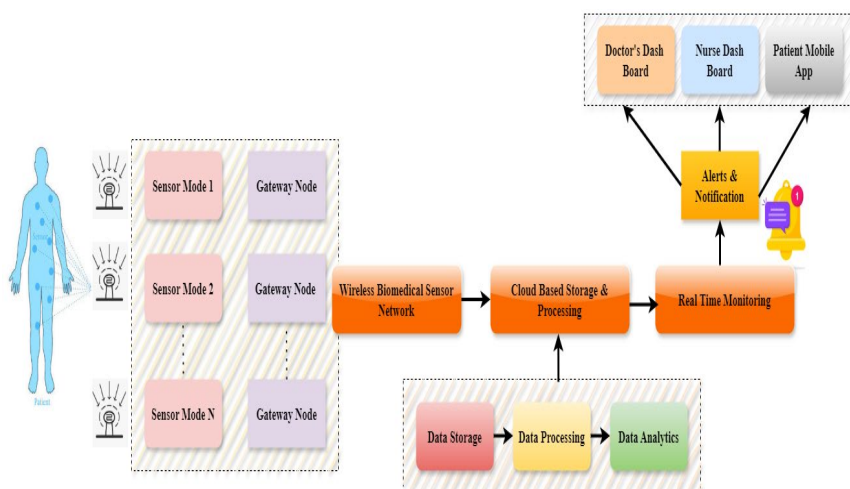 Doctor's Dash
Board
Nurse Dash
Board
Patient Mobile
App
Alerts &
Notification
1
Sensor Mode 1
Gateway Node
Sensor Mode 2
Gateway Node
Sensor Mode N
Gateway Node
Patient
Wireless Biomedical Sensor
Network
Cloud Based Storage &
Processing
Real Time Monitoring
Data Storage
Data Processing
Data Analytics